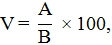 V = A/B × 100,